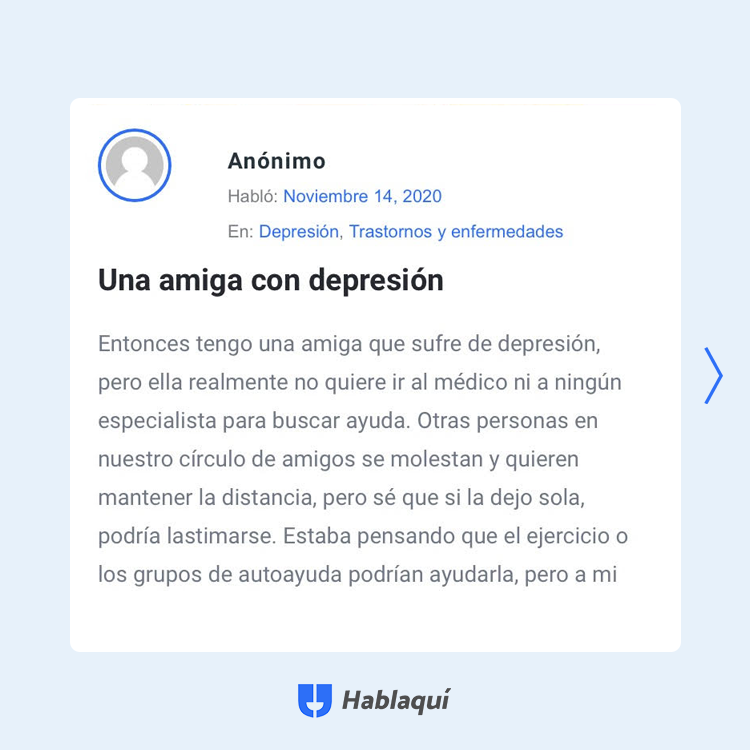 Anónimo
Habló: Noviembre 14, 2020
En: Depresión, Trastornos y enfermedades
Una amiga con depresión
Entonces tengo una amiga que sufre de depresión,
pero ella realmente no quiere ir al médico ni a ningún
especialista para buscar ayuda. Otras personas en
nuestro círculo de amigos se molestan y quieren
mantener la distancia, pero sé que si la dejo sola,
podría lastimarse. Estaba pensando que el ejercicio o
los grupos de autoayuda podrían ayudarla, pero a mi
Hablaquí